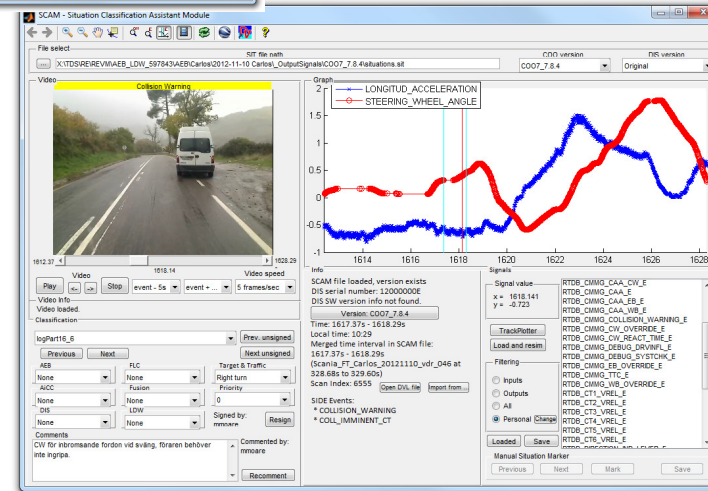 SCAM - Situation Classification Assistant Module
File select
SIT file path
COO version
DIS version
... X:\TDS\RE\REVM\AEB_LDW_597843\AEB\Carlos\2012-11-10 Carlos\_OutputSignals\COO7_7.8.4\situations.sit
COO7_7.8.4
Original
Video
Collision Warning
1612.37
1628.29
1618.14
Video
Video speed
Play <- -> Stop event - 5s event + ... 5 frames/sec
Video Info
Video loaded.
Classification
logPart16_6
Prev. unsigned
Previous Next
Next unsigned
AEB FLC Target & Traffic
None None Right turn
AiCC Fusion Priority
None None 0
DIS LDW Signed by:
None None mmoare Resign
Comments
CW för inbromsande fordon vid sväng, föraren behöver
inte ingripa.
Commented by:
mmoare
Recomment
Graph
LONGITUD_ACCELERATION
STEERING_WHEEL_ANGLE
2
1.5
1
0.5
0
-0.5
-1
1614 1616 1618 1620 1622 1624 1626 1628
Info
SCAM file loaded, version exists
DIS serial number: 12000000E
DIS SW version info not found.
Version: COO7_7.8.4
Time: 1617.37s - 1618.29s
Local time: 10:29
Merged time interval in SCAM file:
1617.37s - 1618.29s
(Scania_FT_Carlos_20121110_vdr_046 at
328.68s to 329.60s)
Scan Index: 6555 Open DVL file Import from ...
SIDE Events:
* COLLISION_WARNING
* COLL_IMMINENT_CT
Signals
Signal value
x = 1618.141
y = -0.723
TrackPlotter
Load and resim
Filtering
Inputs
Outputs
All
Personal Change
Loaded Save
RTDB_CMMG_CAA_CW_E
RTDB_CMMG_CAA_E
RTDB_CMMG_CAA_EB_E
RTDB_CMMG_CAA_WB_E
RTDB_CMMG_COLLISION_WARNING_E
RTDB_CMMG_CW_OVERRIDE_E
RTDB_CMMG_CW_REACT_TIME_E
RTDB_CMMG_DEBUG_DRVINFL_E
RTDB_CMMG_DEBUG_SYSTCHK_E
RTDB_CMMG_EB_OVERRIDE_E
RTDB_CMMG_TTC_E
RTDB_CMMG_WB_OVERRIDE_E
RTDB_CT1_VREL_E
RTDB_CT2_VREL_E
RTDB_CT3_VREL_E
RTDB_CT4_VREL_E
RTDB_CT5_VREL_E
RTDB_CT6_VREL_E
Manual Situation Marker
Previous Next Mark Save